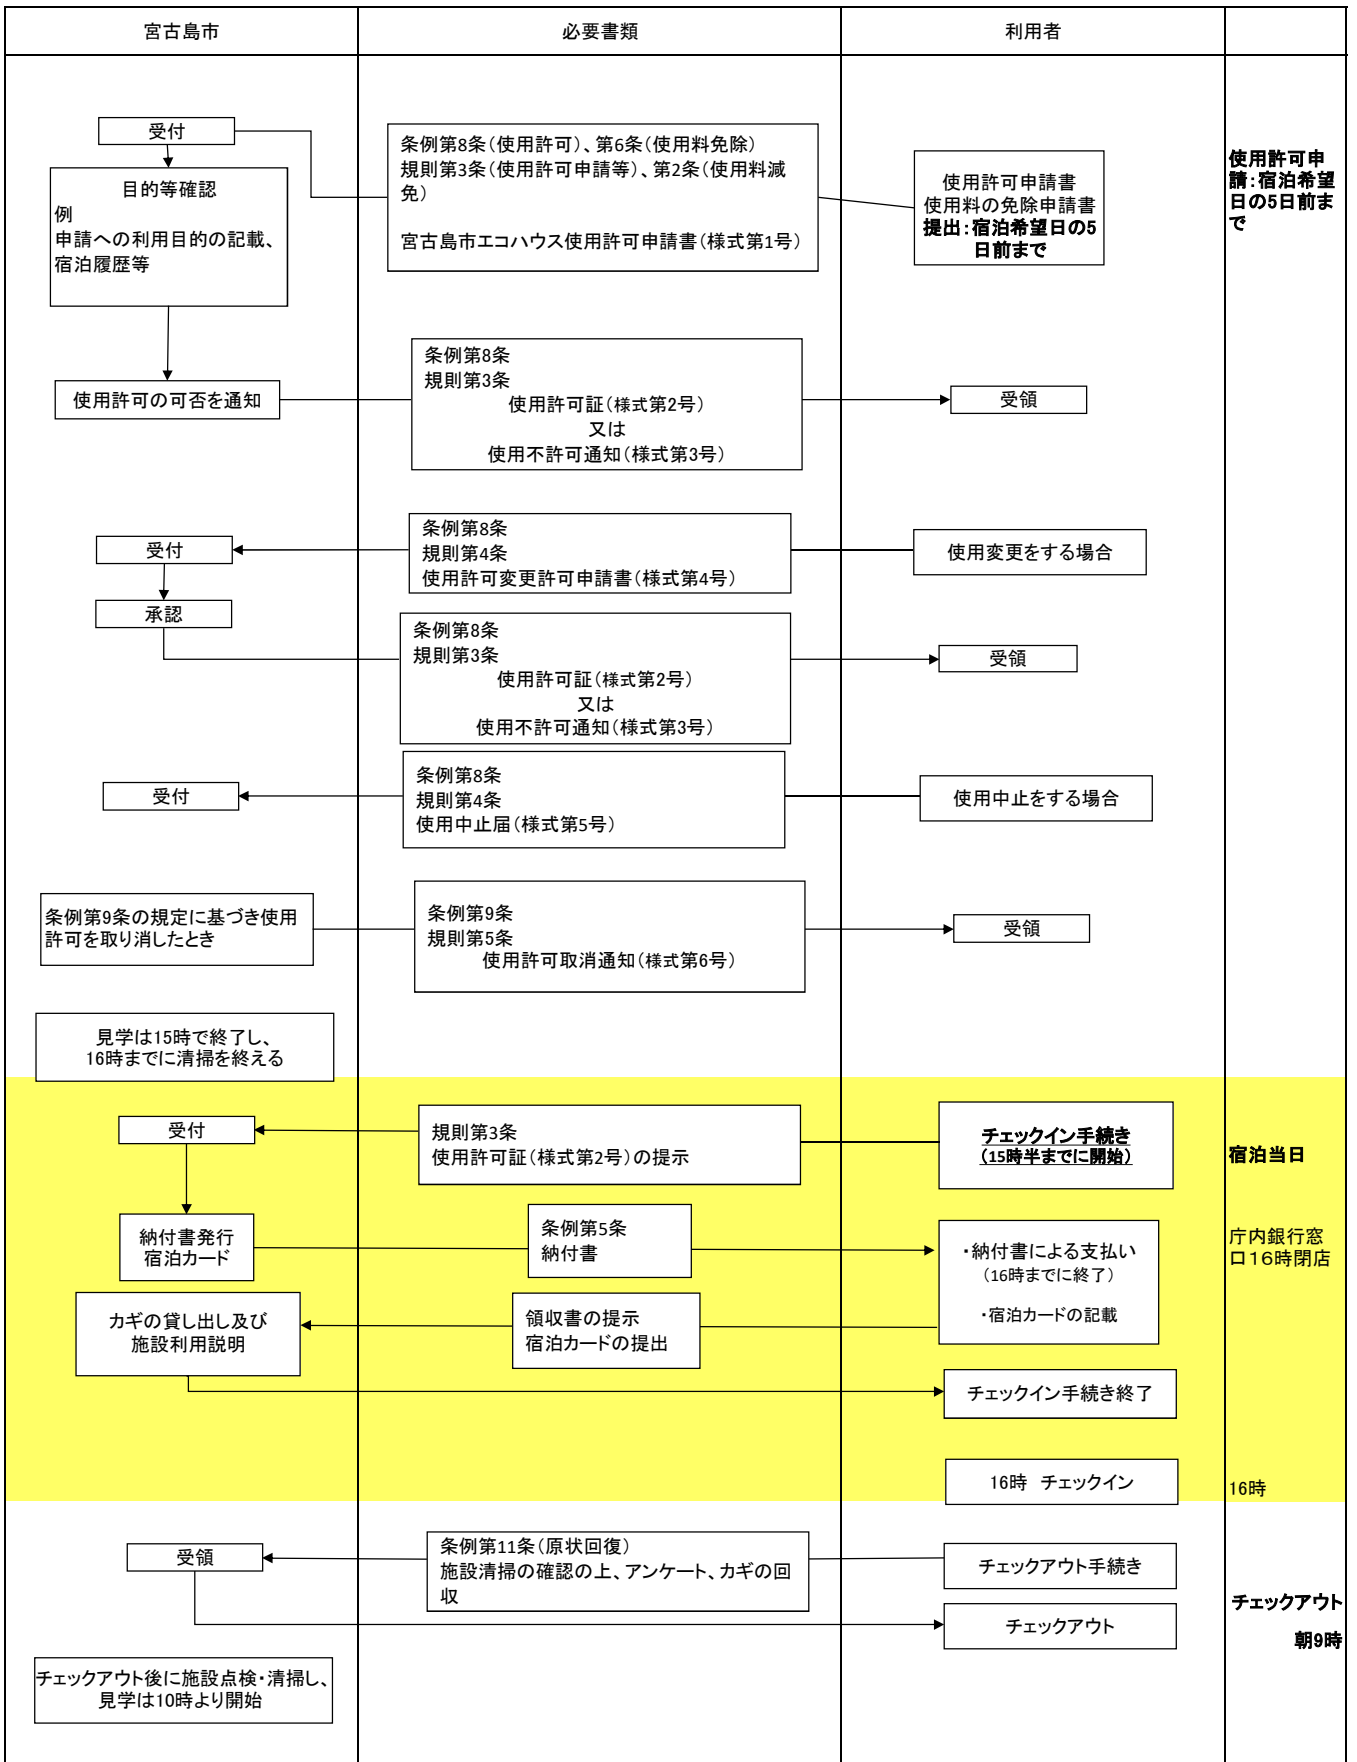 宮古島市
必要書類
利用者
受付
条例第8条（使用許可）、第6条（使用料免除）
規則第3条（使用許可申請等）、第2条（使用料減
免）
宮古島市エコハウス使用許可申請書（様式第1号）
使用許可申請書
使用料の免除申請書
提出：宿泊希望日の5
日前まで
使用許可申
請：宿泊希望
日の5日前ま
で
目的等確認
例
申請への利用目的の記載、
宿泊履歴等
使用許可の可否を通知
条例第8条
規則第3条
使用許可証（様式第2号）
又は
使用不許可通知（様式第3号）
受領
受付
条例第8条
規則第4条
使用許可変更許可申請書（様式第4号）
使用変更をする場合
承認
条例第8条
規則第3条
使用許可証（様式第2号）
又は
使用不許可通知（様式第3号）
受領
受付
条例第8条
規則第4条
使用中止届（様式第5号）
使用中止をする場合
条例第9条の規定に基づき使用
許可を取り消したとき
条例第9条
規則第5条
使用許可取消通知（様式第6号）
受領
見学は15時で終了し、
16時までに清掃を終える
受付
規則第3条
使用許可証（様式第2号）の提示
チェックイン手続き
（15時半までに開始）
宿泊当日
納付書発行
宿泊カード
条例第5条
納付書
・納付書による支払い
（16時までに終了）
・宿泊カードの記載
庁内銀行窓
口16時閉店
カギの貸し出し及び
施設利用説明
領収書の提示
宿泊カードの提出
チェックイン手続き終了
16時　チェックイン
16時
受領
条例第11条（原状回復）
施設清掃の確認の上、アンケート、カギの回
収
チェックアウト手続き
チェックアウト
チェックアウト
朝9時
チェックアウト後に施設点検・清掃し、
見学は10時より開始